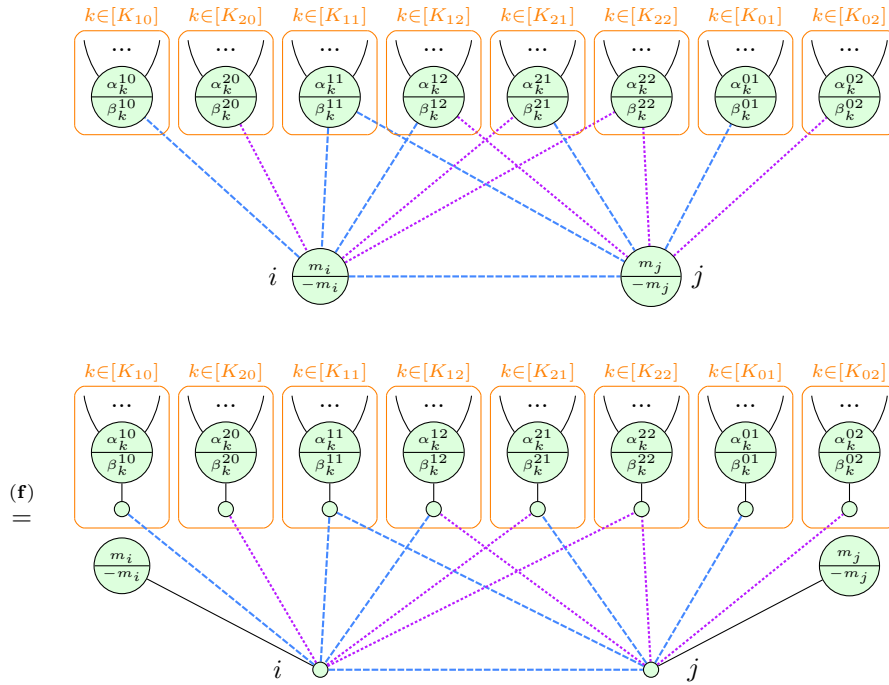 k∈[K₁₀] k∈[K₂₀] k∈[K₁₁] k∈[K₁₂] k∈[K₂₁] k∈[K₂₂] k∈[K₀₁] k∈[K₀₂]
... ... ... ... ... ... ... ...
α_k^{10} α_k^{20} α_k^{11} α_k^{12} α_k^{21} α_k^{22} α_k^{01} α_k^{02}
β_k^{10} β_k^{20} β_k^{11} β_k^{12} β_k^{21} β_k^{22} β_k^{01} β_k^{02}
i m_i m_j j
−m_i −m_j
k∈[K₁₀] k∈[K₂₀] k∈[K₁₁] k∈[K₁₂] k∈[K₂₁] k∈[K₂₂] k∈[K₀₁] k∈[K₀₂]
... ... ... ... ... ... ... ...
α_k^{10} α_k^{20} α_k^{11} α_k^{12} α_k^{21} α_k^{22} α_k^{01} α_k^{02}
β_k^{10} β_k^{20} β_k^{11} β_k^{12} β_k^{21} β_k^{22} β_k^{01} β_k^{02}
(f)
=
m_i m_j
−m_i −m_j
i j